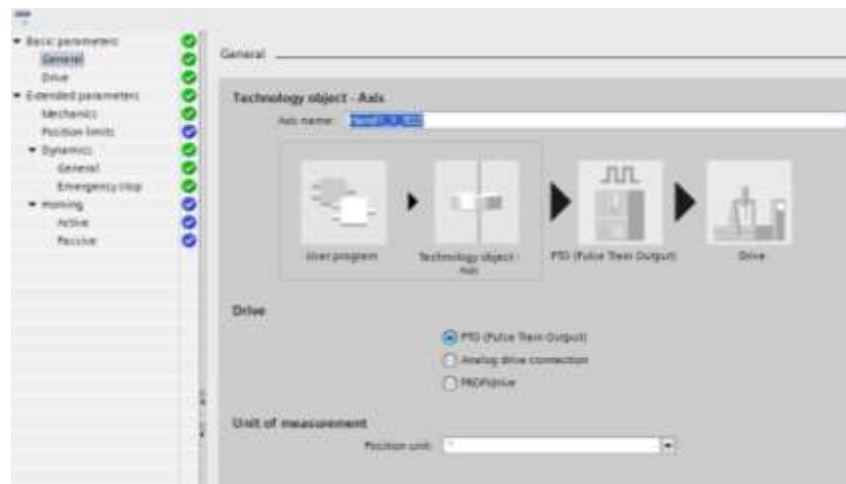 Basic parameters
General
Drive
Extended parameters
Mechanics
Position limits
Dynamics
General
Emergency stop
Homing
Active
Passive
General
Technology object - Axis
Axis name:
User program
Technology object -
Axis
PTO (Pulse Train Output)
Drive
Drive
PTO (Pulse Train Output)
Analog drive connection
PROFIdrive
Unit of measurement
Position unit: